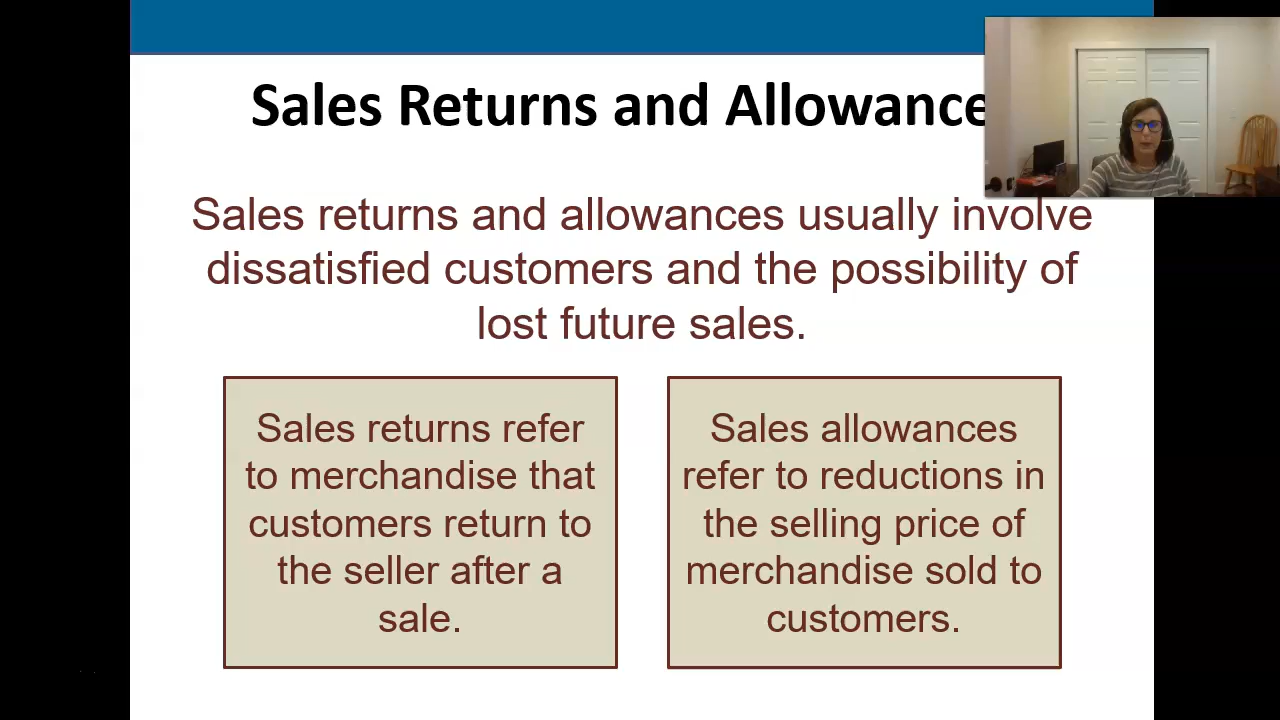 Sales Returns and Allowance
Sales returns and allowances usually involve
dissatisfied customers and the possibility of
lost future sales.
Sales returns refer
to merchandise that
customers return to
the seller after a
sale.
Sales allowances
refer to reductions in
the selling price of
merchandise sold to
customers.